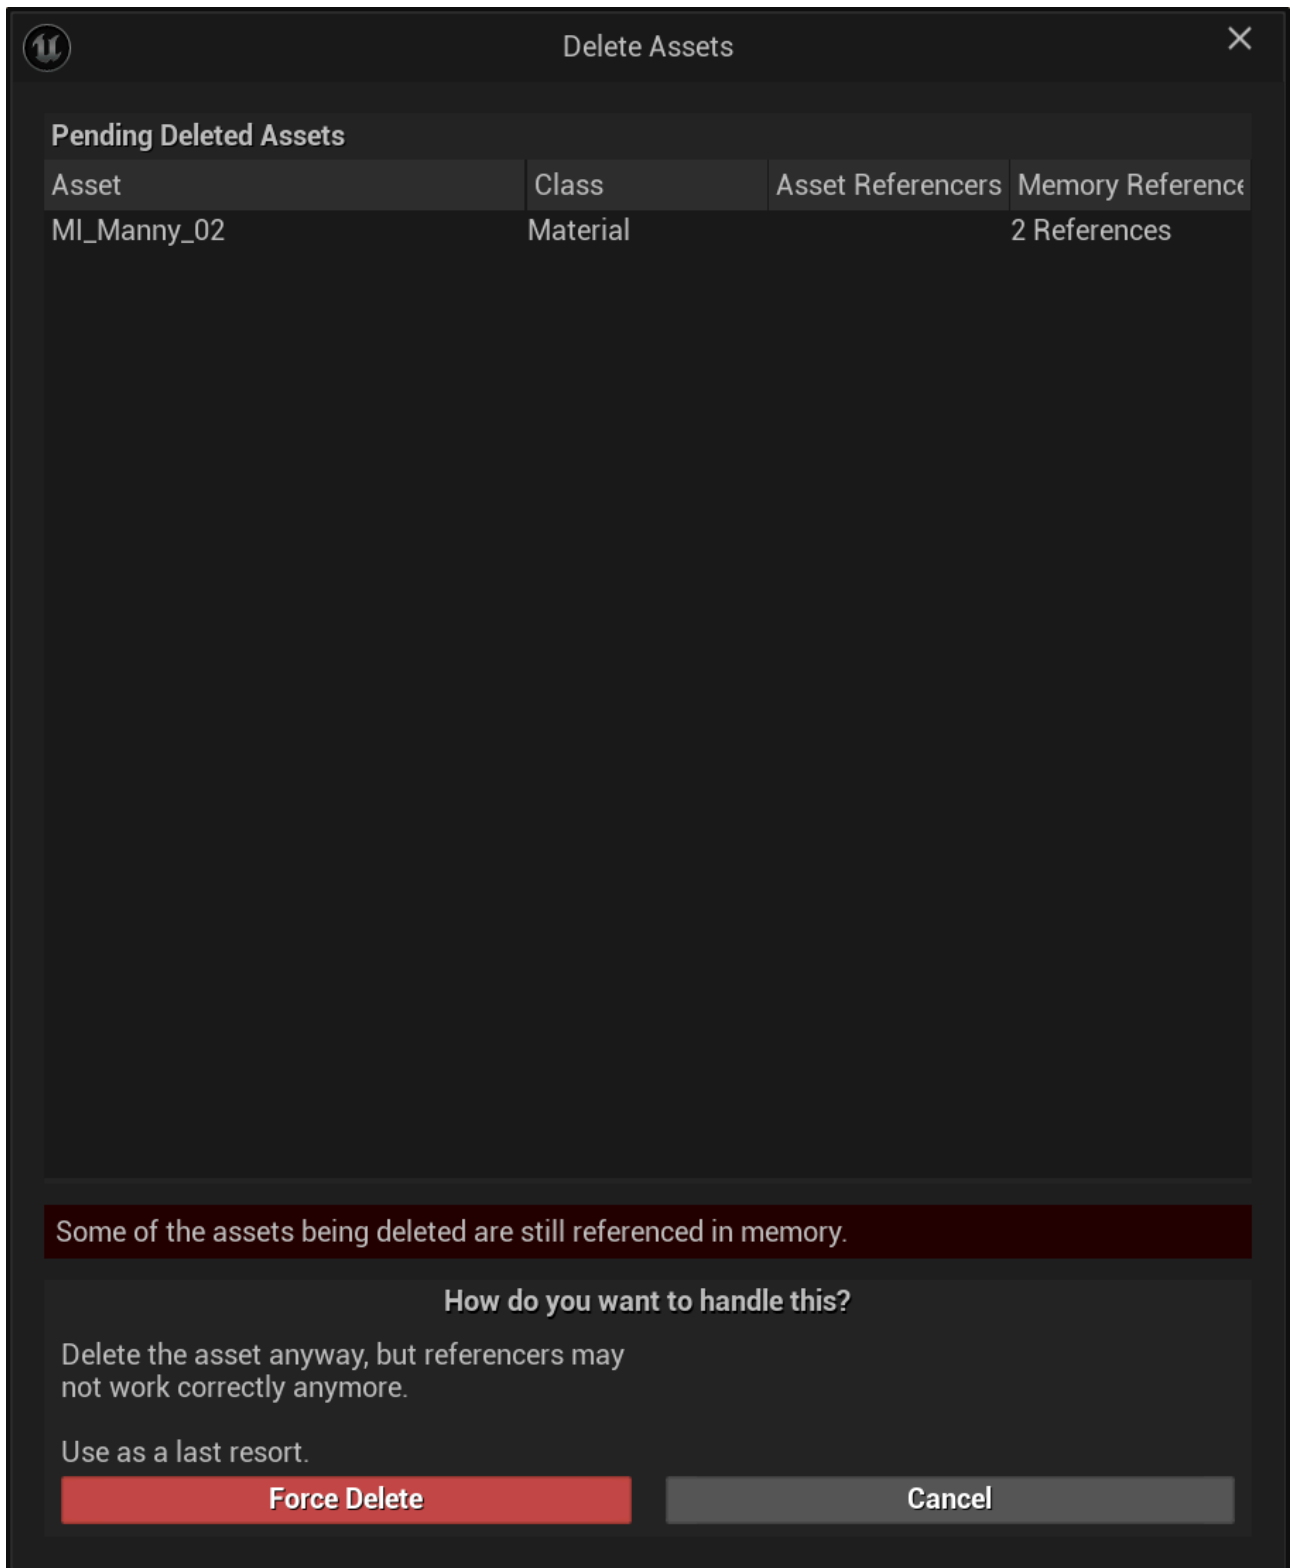 Delete Assets
Pending Deleted Assets
Asset Class Asset Referencers Memory Reference
MI_Manny_02 Material 2 References
Some of the assets being deleted are still referenced in memory.
How do you want to handle this?
Delete the asset anyway, but referencers may
not work correctly anymore.
Use as a last resort.
Force Delete Cancel